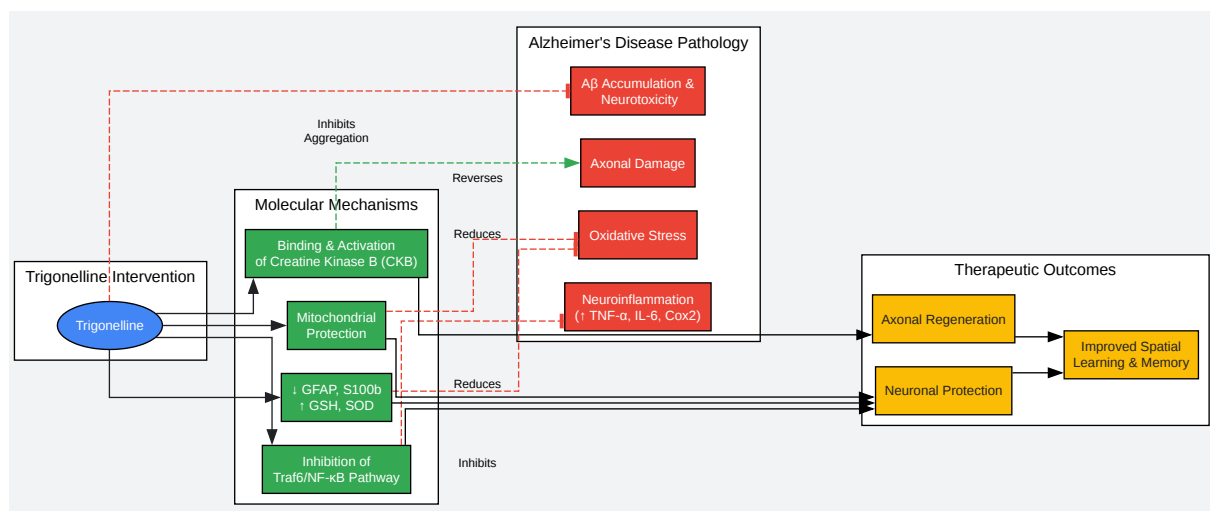 Alzheimer's Disease Pathology
Aβ Accumulation &
Neurotoxicity
Inhibits
Aggregation
Axonal Damage
Reverses
Molecular Mechanisms
Binding & Activation
of Creatine Kinase B (CKB)
Reduces
Oxidative Stress
Trigonelline Intervention
Trigonelline
Mitochondrial
Protection
Neuroinflammation
(↑ TNF-α, IL-6, Cox2)
Therapeutic Outcomes
Axonal Regeneration
Improved Spatial
Learning & Memory
↓ GFAP, S100b
↑ GSH, SOD
Reduces
Neuronal Protection
Inhibition of
Traf6/NF-κB Pathway
Inhibits